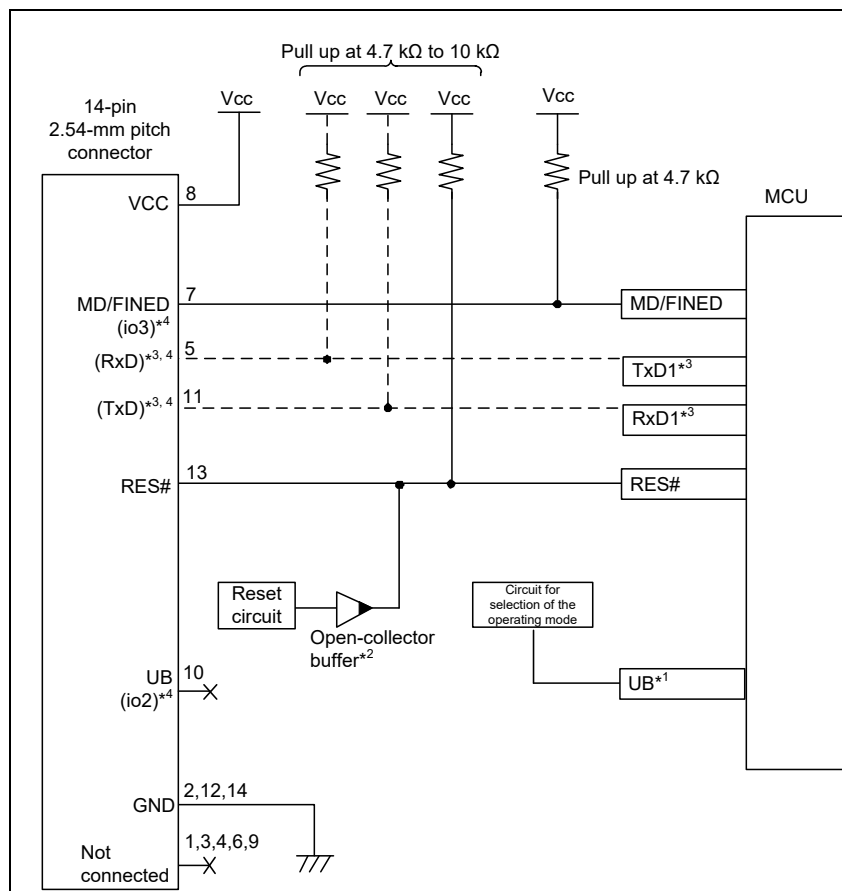 Pull up at 4.7 kΩ to 10 kΩ
Vcc
Vcc
Vcc
Vcc
Vcc
14-pin
2.54-mm pitch
connector
Pull up at 4.7 kΩ
MCU
VCC
8
MD/FINED
(io3)*4
7
MD/FINED
(RxD)*3, 4
5
TxD1*3
(TxD)*3, 4
11
RxD1*3
RES#
13
RES#
Reset
circuit
Open-collector
buffer*2
Circuit for
selection of the
operating mode
UB
(io2)*4
10
UB*1
GND
2,12,14
Not
connected
1,3,4,6,9